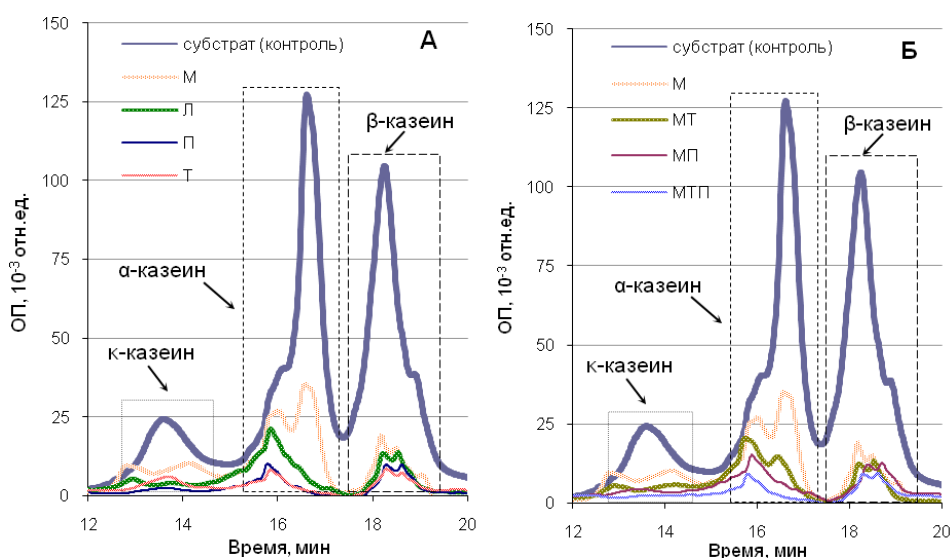 А
субстрат (контроль)
М
Л
П
Т
β-казеин
α-казеин
κ-казеин
ОП, 10⁻³ отн.ед.
150
125
100
75
50
25
0
12
14
16
18
20
Время, мин
Б
субстрат (контроль)
М
МТ
МП
МТП
β-казеин
α-казеин
κ-казеин
ОП, 10⁻³ отн.ед.
150
125
100
75
50
25
0
12
14
16
18
20
Время, мин